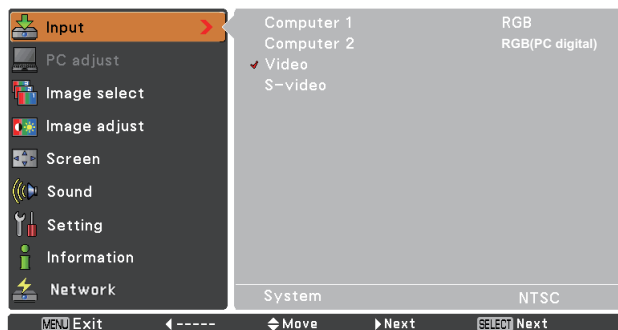 Input
PC adjust
Image select
Image adjust
Screen
Sound
Setting
Information
Network
Computer 1 RGB
Computer 2 RGB(PC digital)
Video
S-video
System NTSC
MENU Exit ----- Move Next SELECT Next